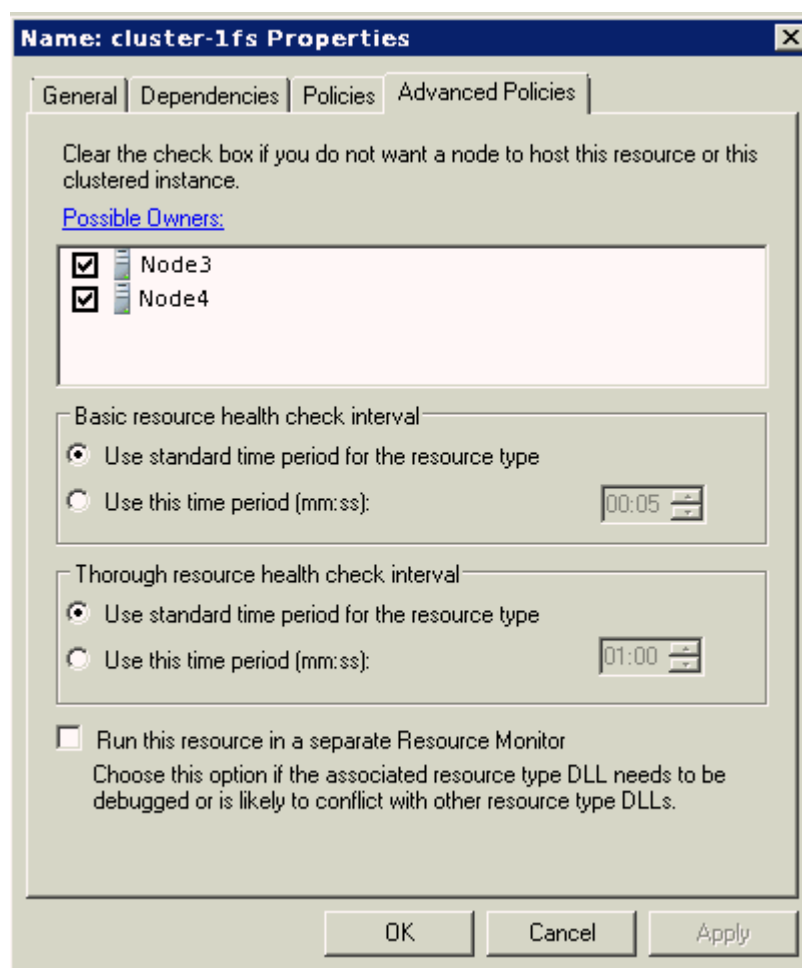 Name: cluster-1fs Properties
General Dependencies Policies Advanced Policies
Clear the check box if you do not want a node to host this resource or this
clustered instance.
Possible Owners:
Node3
Node4
Basic resource health check interval
Use standard time period for the resource type
Use this time period (mm:ss): 00:05
Thorough resource health check interval
Use standard time period for the resource type
Use this time period (mm:ss): 01:00
Run this resource in a separate Resource Monitor
Choose this option if the associated resource type DLL needs to be
debugged or is likely to conflict with other resource type DLLs.
OK Cancel Apply